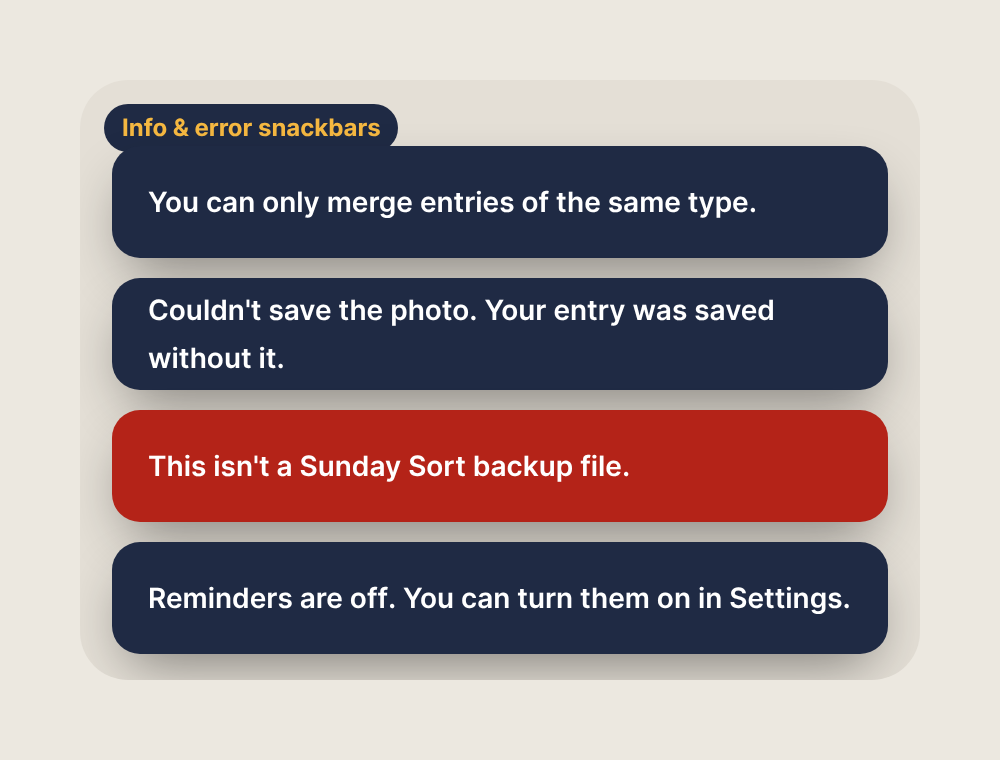 Info & error snackbars
You can only merge entries of the same type.
Couldn't save the photo. Your entry was saved
without it.
This isn't a Sunday Sort backup file.
Reminders are off. You can turn them on in Settings.